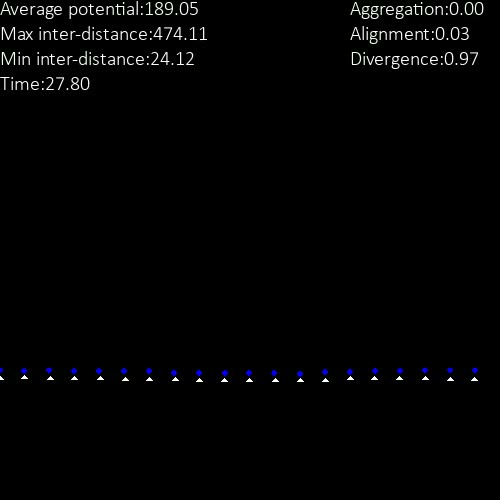 Average potential:189.05
Aggregation:0.00
Max inter-distance:474.11
Alignment:0.03
Min inter-distance:24.12
Divergence:0.97
Time:27.80